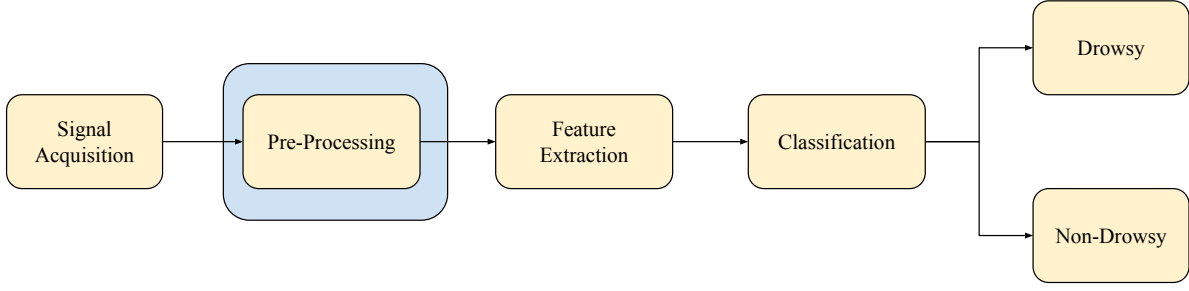 Signal
Acquisition
Pre-Processing
Feature
Extraction
Classification
Drowsy
Non-Drowsy